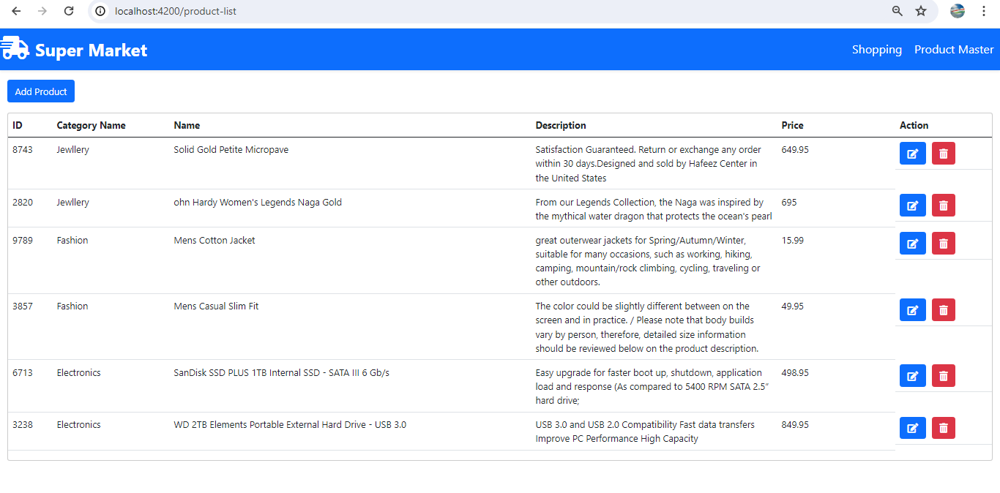 localhost:4200/product-list
Super Market
Shopping Product Master
Add Product
ID Category Name Name Description Price Action
8743 Jewllery Solid Gold Petite Micropave Satisfaction Guaranteed. Return or exchange any order 649.95
within 30 days.Designed and sold by Hafeez Center in
the United States
2820 Jewllery ohn Hardy Women's Legends Naga Gold From our Legends Collection, the Naga was inspired by 695
the mythical water dragon that protects the ocean's pearl
9789 Fashion Mens Cotton Jacket great outerwear jackets for Spring/Autumn/Winter, 15.99
suitable for many occasions, such as working, hiking,
camping, mountain/rock climbing, cycling, traveling or
other outdoors.
3857 Fashion Mens Casual Slim Fit The color could be slightly different between on the 49.95
screen and in practice. / Please note that body builds
vary by person, therefore, detailed size information
should be reviewed below on the product description.
6713 Electronics SanDisk SSD PLUS 1TB Internal SSD - SATA III 6 Gb/s Easy upgrade for faster boot up, shutdown, application 498.95
load and response (As compared to 5400 RPM SATA 2.5”
hard drive;
3238 Electronics WD 2TB Elements Portable External Hard Drive - USB 3.0 USB 3.0 and USB 2.0 Compatibility Fast data transfers 849.95
Improve PC Performance High Capacity